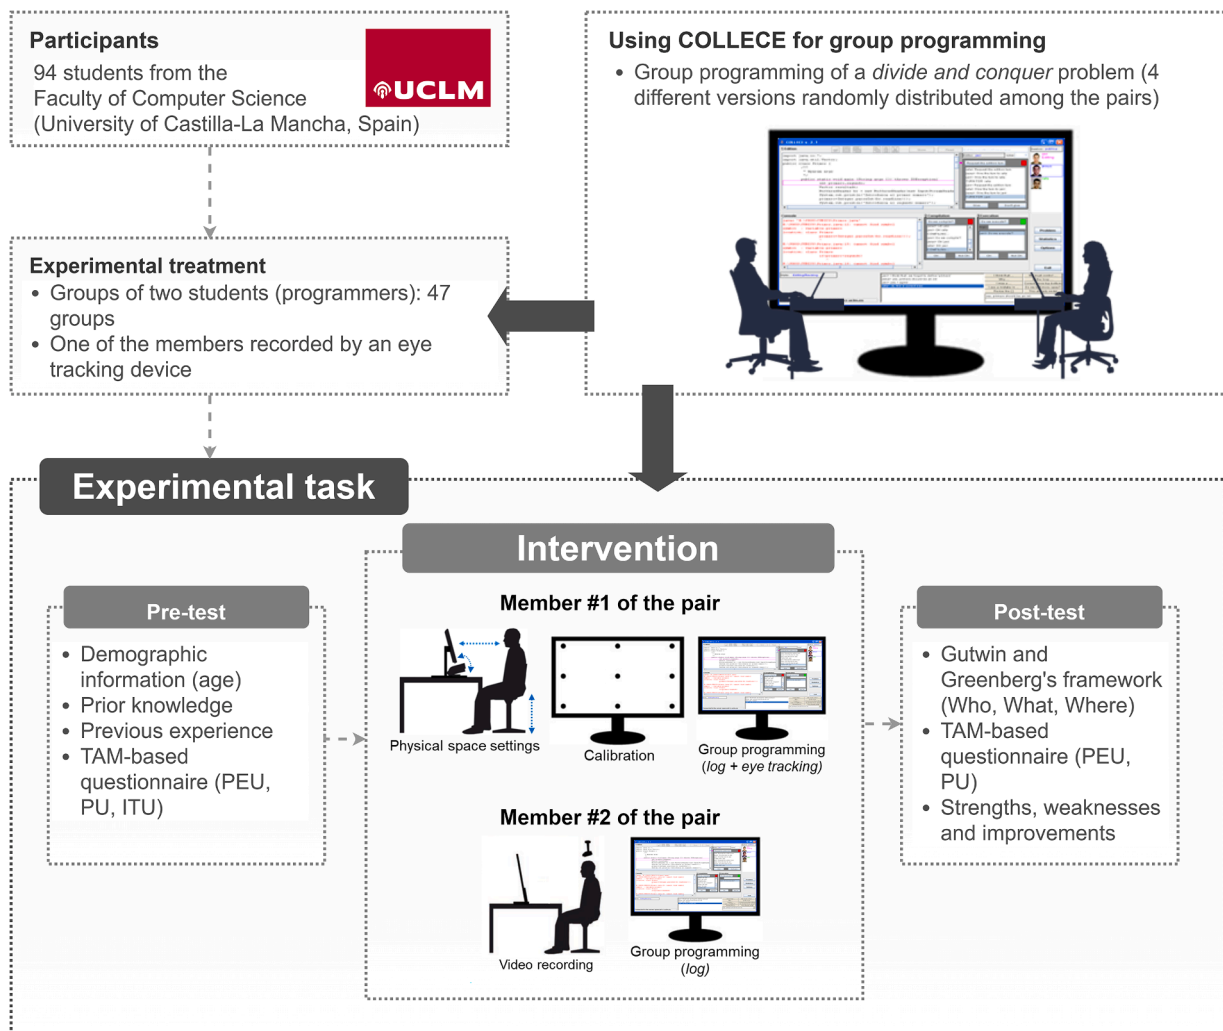 Participants
94 students from the
Faculty of Computer Science
(University of Castilla-La Mancha, Spain)
UCLM
Using COLLECE for group programming
• Group programming of a divide and conquer problem (4
different versions randomly distributed among the pairs)
Experimental treatment
• Groups of two students (programmers): 47
groups
• One of the members recorded by an eye
tracking device
Experimental task
Intervention
Pre-test
• Demographic
information (age)
• Prior knowledge
• Previous experience
• TAM-based
questionnaire (PEU,
PU, ITU)
Member #1 of the pair
Physical space settings
Calibration
Group programming
(log + eye tracking)
Member #2 of the pair
Video recording
Group programming
(log)
Post-test
• Gutwin and
Greenberg's framework
(Who, What, Where)
• TAM-based
questionnaire (PEU,
PU)
• Strengths, weaknesses
and improvements